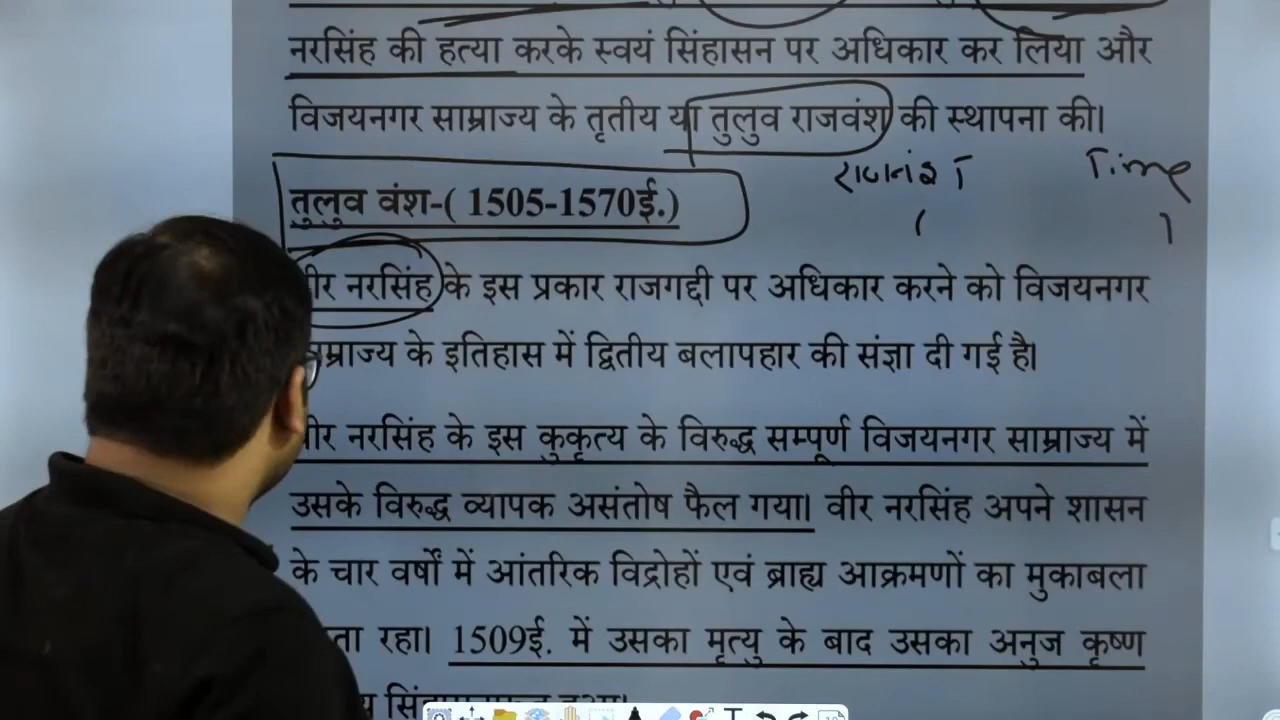 नरसिंह की हत्या करके स्वयं सिंहासन पर अधिकार कर लिया और
विजयनगर साम्राज्य के तृतीय या तुलुव राजवंश की स्थापना की।
राजवंश Time
तुलुव वंश-( 1505-1570ई.)
वीर नरसिंह के इस प्रकार राजगद्दी पर अधिकार करने को विजयनगर
साम्राज्य के इतिहास में द्वितीय बलापहार की संज्ञा दी गई है।
वीर नरसिंह के इस कुकृत्य के विरुद्ध सम्पूर्ण विजयनगर साम्राज्य में
उसके विरुद्ध व्यापक असंतोष फैल गया। वीर नरसिंह अपने शासन
के चार वर्षों में आंतरिक विद्रोहों एवं ब्राह्य आक्रमणों का मुकाबला
रहा। 1509ई. में उसका मृत्यु के बाद उसका अनुज कृष्ण